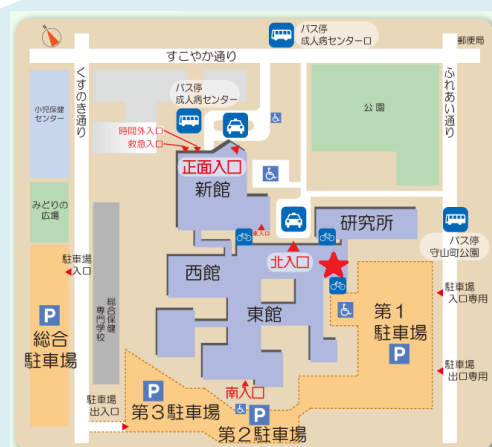 バス停
成人病センター口
郵便局
すこやか通り
くすのき通り
ふれあい通り
バス停
成人病センター
小児保健
センター
公園
時間外入口
救急入口
正面入口
新館
みどりの
広場
研究所
バス停
守山町公園
北入口
駐車場
入口
西館
総合保健
専門学校
東館
第1
駐車場
P
駐車場
入口専用
P
総合
駐車場
駐車場
出口専用
P
第3駐車場
駐車場
出入口
南入口
P
第2駐車場